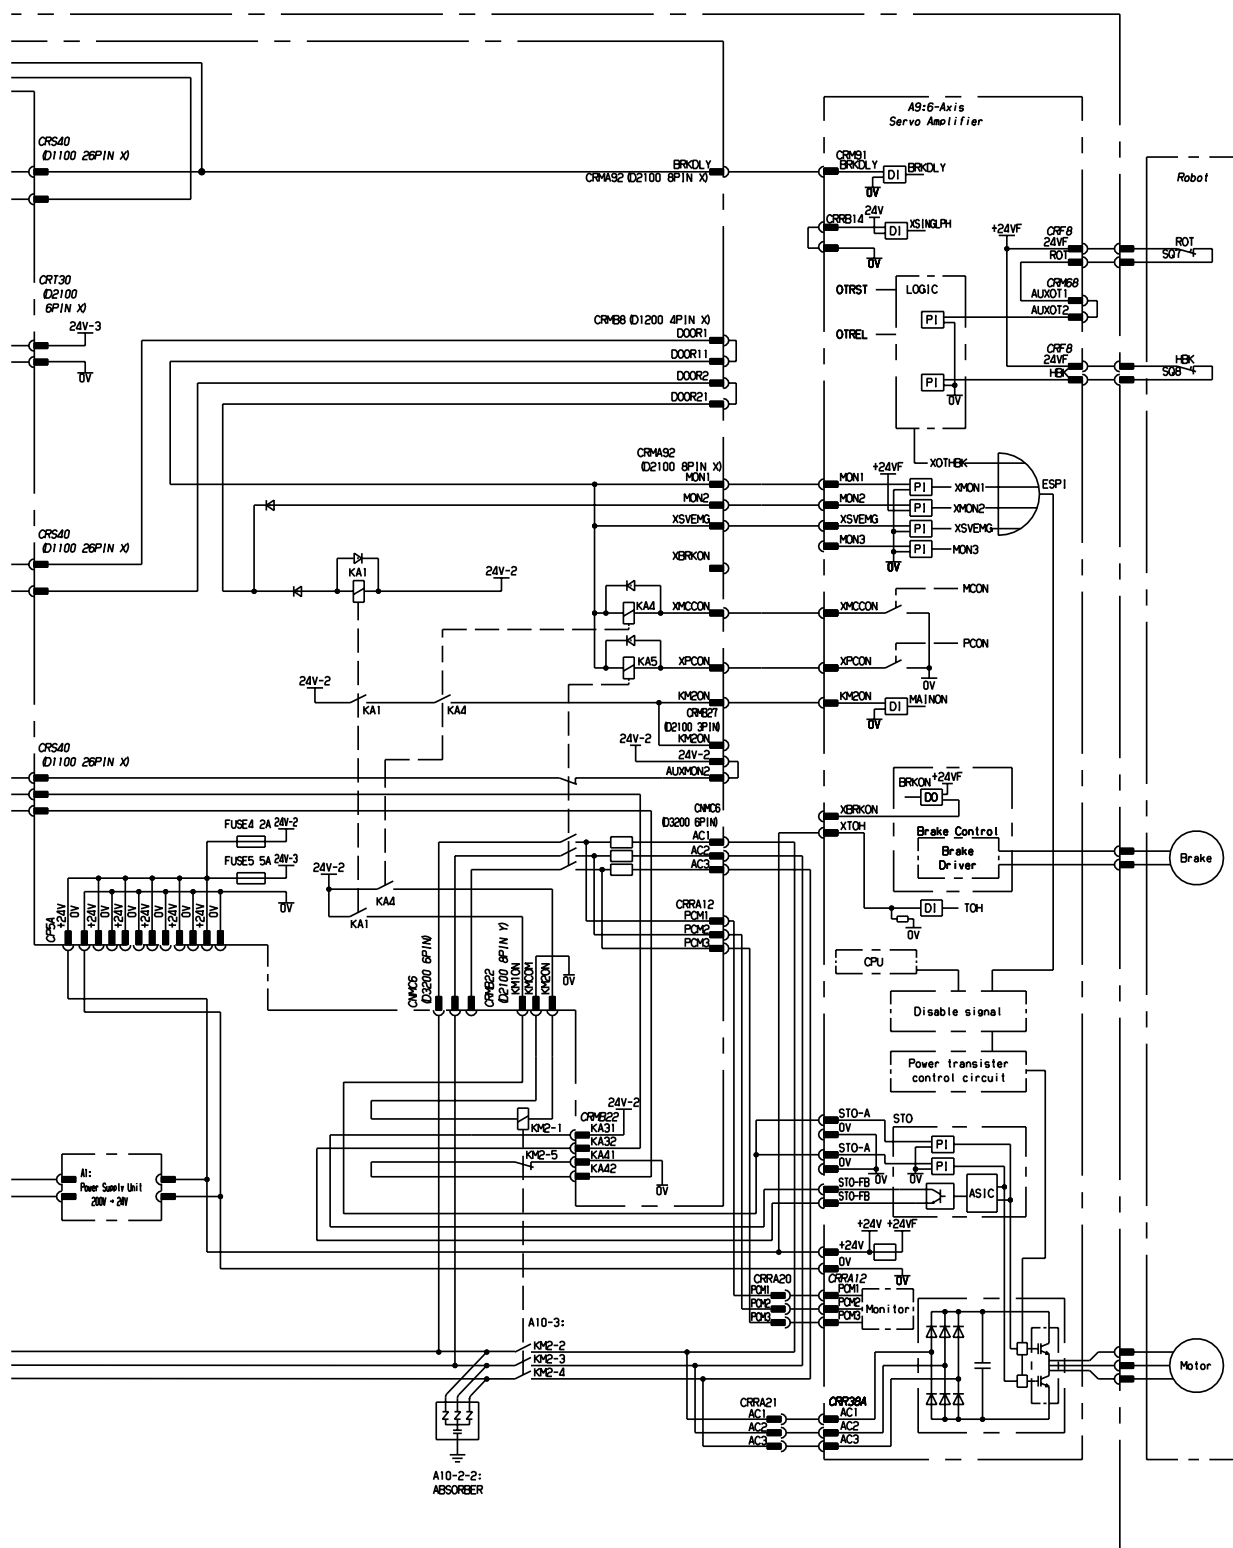 A9:6-Axis
Servo Amplifier
CRS40
(D1100 26PIN X)
BRKDLY
CRMA92 (D2100 8PIN X)
CRM91
BRKDLY
DI
BRKDLY
0V
Robot
CRRB14
24V
DI
XSINGLPH
0V
+24VF
CRF8
24VF
ROT
ROT
SQ7
CRT30
(D2100
6PIN X)
24V-3
0V
OTRST
LOGIC
OTREL
PI
PI
0V
CRM68
AUXOT1
AUXOT2
CRF8
24VF
HBK
HBK
SQ8
CRMB8 (D1200 4PIN X)
DOOR1
DOOR11
DOOR2
DOOR21
CRMA92
(D2100 8PIN X)
MON1
MON2
XSVEMG
XBRKON
+24VF
XOTHBK
ESPI
MON1
PI
XMON1
MON2
PI
XMON2
XSVEMG
PI
XSVEMG
MON3
PI
MON3
0V
CRS40
(D1100 26PIN X)
KA1
24V-2
KA4
XMCCON
XMCCON
MCON
KA5
XPCON
XPCON
PCON
0V
24V-2
KA1
KA4
KM2ON
KM2ON
DI
MAINON
0V
CRMB27
(D2100 3PIN)
KM2ON
24V-2
24V-2
AUXMON2
CRS40
(D1100 26PIN X)
BRKON
+24VF
DO
XBRKON
XTOH
Brake Control
Brake
Driver
Brake
CNMC6
(D3200 6PIN)
AC1
AC2
AC3
FUSE4 2A
24V-2
FUSE5 5A
24V-3
0V
24V-2
KA4
KA1
CP5A
+24V
0V
+24V
0V
+24V
0V
+24V
0V
+24V
0V
CRRA12
PCM1
PCM2
PCM3
DI
TOH
0V
CNMC6
(D3200 6PIN)
CRMB22
(D2100 8PIN Y)
KM1ON
KMCOM
KM2ON
0V
CPU
Disable signal
Power transister
control circuit
24V-2
CRMB22
KM2-1
KA31
KA32
KM2-5
KA41
KA42
0V
STO-A
0V
STO-A
0V
0V
STO-FB
STO-FB
STO
PI
PI
0V
ASIC
A1:
Power Supply Unit
200V → 24V
+24V
+24V
+24VF
0V
0V
CRRA20
PCM1
PCM2
PCM3
CRRA12
PCM1
PCM2
PCM3
Monitor
A10-3:
KM2-2
KM2-3
KM2-4
Motor
CRRA21
AC1
AC2
AC3
CRR38A
AC1
AC2
AC3
A10-2-2:
ABSORBER